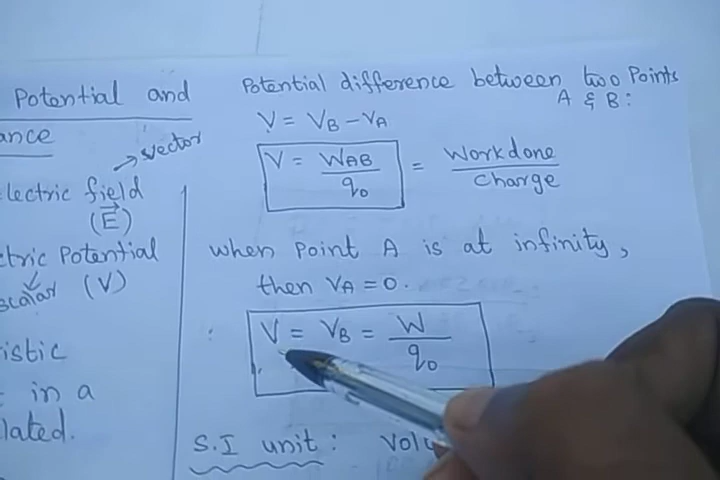 Potential and
ance
→ vector
lectric field
(E⃗)
ctric Potential
scalar (V)
istic
in a
lated.
Potential difference between two Points
A & B:
V = VB - VA
V = WAB / q0 = Workdone / Charge
when Point A is at infinity,
then VA = 0.
V = VB = W / q0
S.I unit: